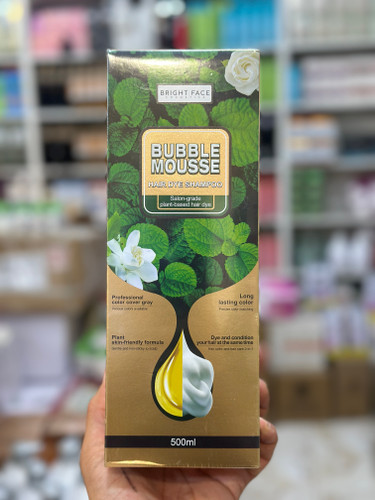 BRIGHT FACE
COSMETICS
BUBBLE
MOUSSE
HAIR DYE SHAMPOO
Salon-grade
plant-based hair dye
Professional
color cover gray
Long
lasting color
Plant
skin-friendly formula
Dye and condition
your hair at the same time
500ml